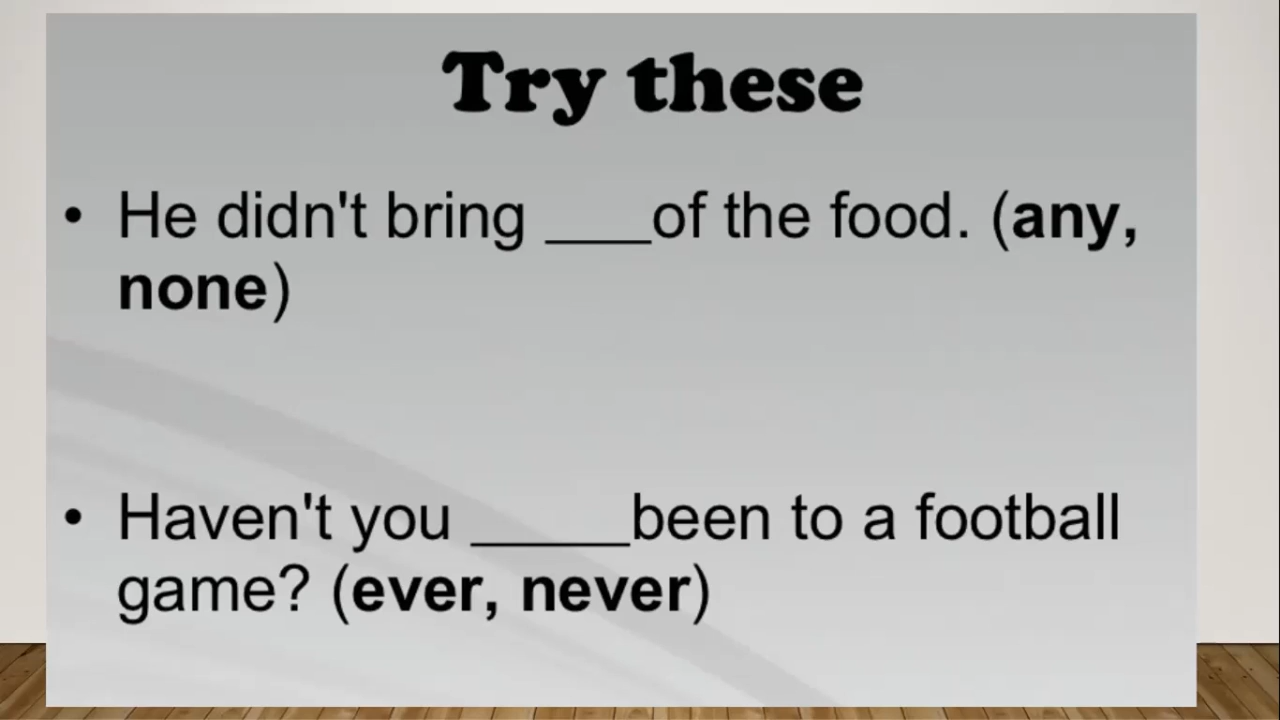 Try these
• He didn't bring ___of the food. (any,
none)
• Haven't you _____been to a football
game? (ever, never)